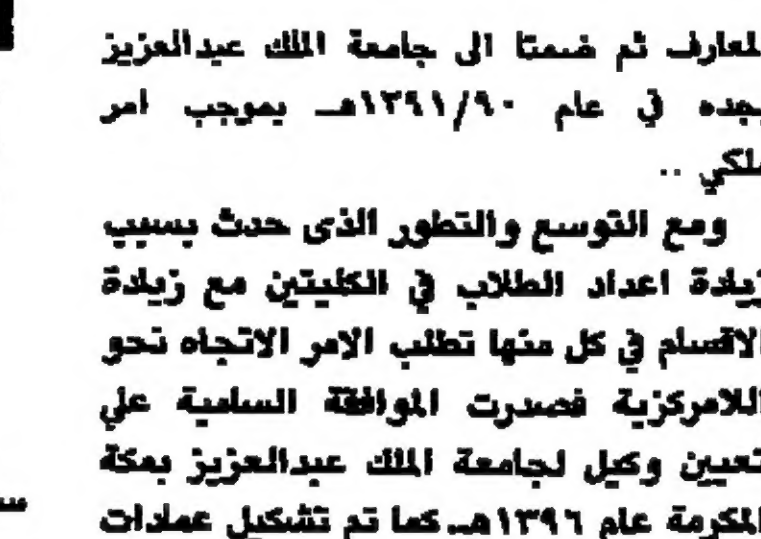 لمعارف ثم ضمتا الى جامعة الملك عبدالعزيز
بجده في عام ١٣٩١/٩٠هـ بموجب امر
ملكي ..
ومع التوسع والتطور الذى حدث بسبب
زيادة اعداد الطلاب في الكليتين مع زيادة
الاقسام في كل منها تطلب الامر الاتجاه نحو
اللامركزية فصدرت الموافقة السامية علي
تعيين وكيل لجامعة الملك عبدالعزيز بمكة
المكرمة عام ١٣٩٦هـ كما تم تشكيل عمادات